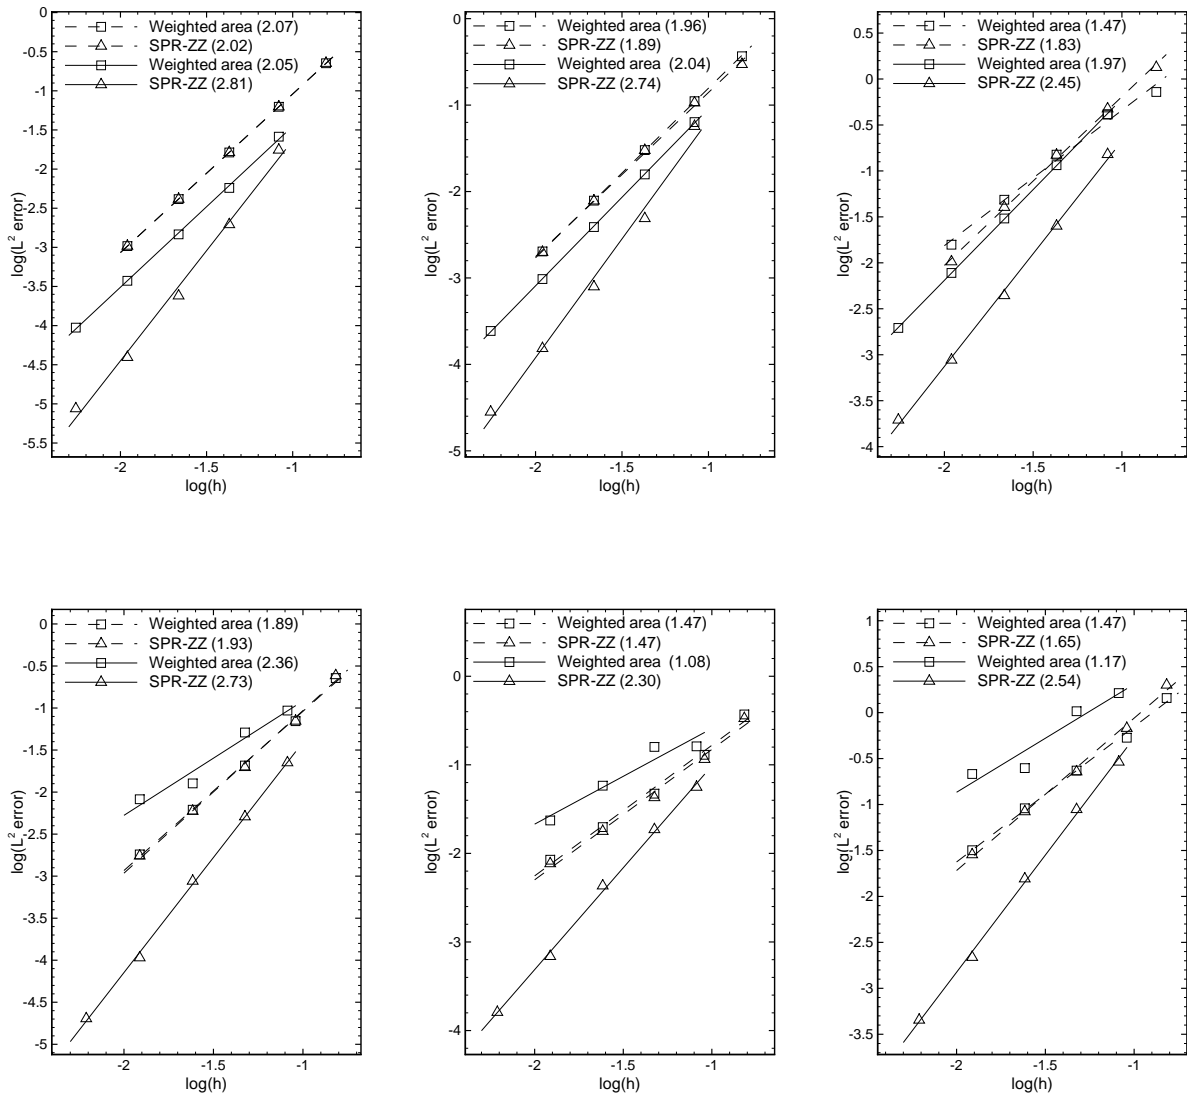 Weighted area (2.07)
SPR-ZZ (2.02)
Weighted area (2.05)
SPR-ZZ (2.81)
0
-0.5
-1
-1.5
-2
-2.5
-3
-3.5
-4
-4.5
-5
-5.5
log(L² error)
-2
-1.5
-1
log(h)
Weighted area (1.96)
SPR-ZZ (1.89)
Weighted area (2.04)
SPR-ZZ (2.74)
0
-1
-2
-3
-4
-5
log(L² error)
-2
-1.5
-1
log(h)
Weighted area (1.47)
SPR-ZZ (1.83)
Weighted area (1.97)
SPR-ZZ (2.45)
0.5
0
-0.5
-1
-1.5
-2
-2.5
-3
-3.5
-4
log(L² error)
-2
-1.5
-1
log(h)
Weighted area (1.89)
SPR-ZZ (1.93)
Weighted area (2.36)
SPR-ZZ (2.73)
0
-0.5
-1
-1.5
-2
-2.5
-3
-3.5
-4
-4.5
-5
log(L² error)
-2
-1.5
-1
log(h)
Weighted area (1.47)
SPR-ZZ (1.47)
Weighted area (1.08)
SPR-ZZ (2.30)
0
-1
-2
-3
-4
log(L² error)
-2
-1.5
-1
log(h)
Weighted area (1.47)
SPR-ZZ (1.65)
Weighted area (1.17)
SPR-ZZ (2.54)
1
0.5
0
-0.5
-1
-1.5
-2
-2.5
-3
-3.5
log(L² error)
-2
-1.5
-1
log(h)